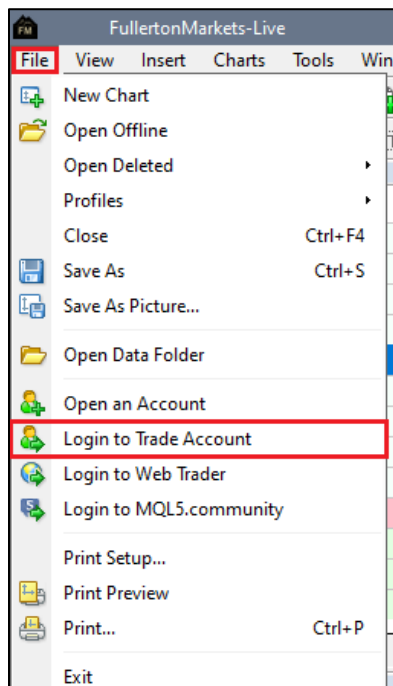 FM
FullertonMarkets-Live
File View Insert Charts Tools Win
New Chart
Open Offline
Open Deleted
Profiles
Close Ctrl+F4
Save As Ctrl+S
Save As Picture...
Open Data Folder
Open an Account
Login to Trade Account
Login to Web Trader
Login to MQL5.community
Print Setup...
Print Preview
Print... Ctrl+P
Exit